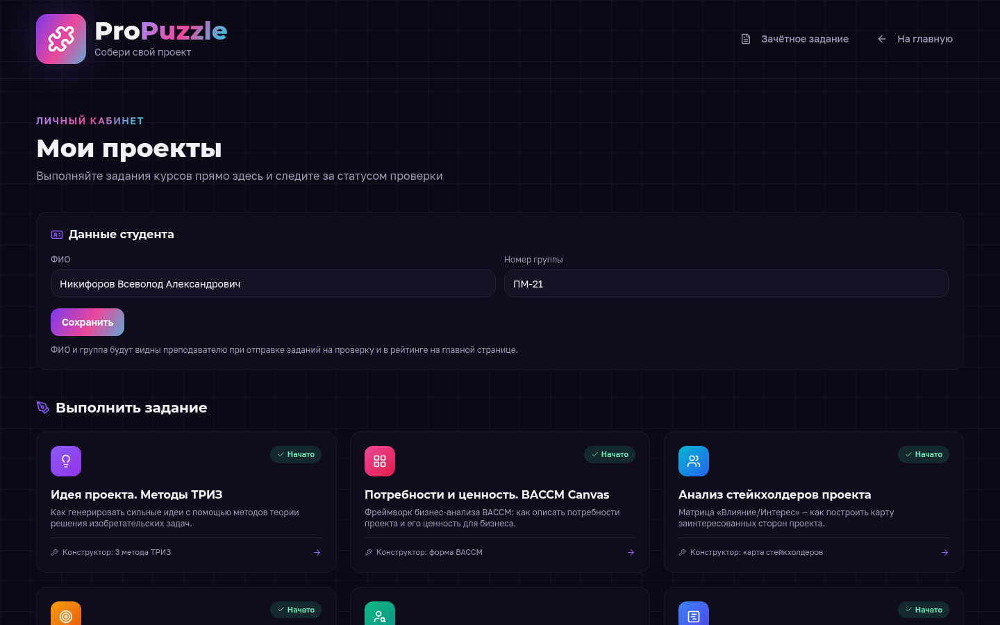 ProPuzzle
Собери свой проект
Зачётное задание
На главную
ЛИЧНЫЙ КАБИНЕТ
Мои проекты
Выполняйте задания курсов прямо здесь и следите за статусом проверки
Данные студента
ФИО
Номер группы
Никифоров Всеволод Александрович
ПМ-21
Сохранить
ФИО и группа будут видны преподавателю при отправке заданий на проверку и в рейтинге на главной странице.
Выполнить задание
Начато
Идея проекта. Методы ТРИЗ
Как генерировать сильные идеи с помощью методов теории
решения изобретательских задач.
Конструктор: 3 метода ТРИЗ
Начато
Потребности и ценность. BACCM Canvas
Фреймворк бизнес-анализа BACCM: как описать потребности
проекта и его ценность для бизнеса.
Конструктор: форма BACCM
Начато
Анализ стейкхолдеров проекта
Матрица «Влияние/Интерес» — как построить карту
заинтересованных сторон проекта.
Конструктор: карта стейкхолдеров
Начато
Начато